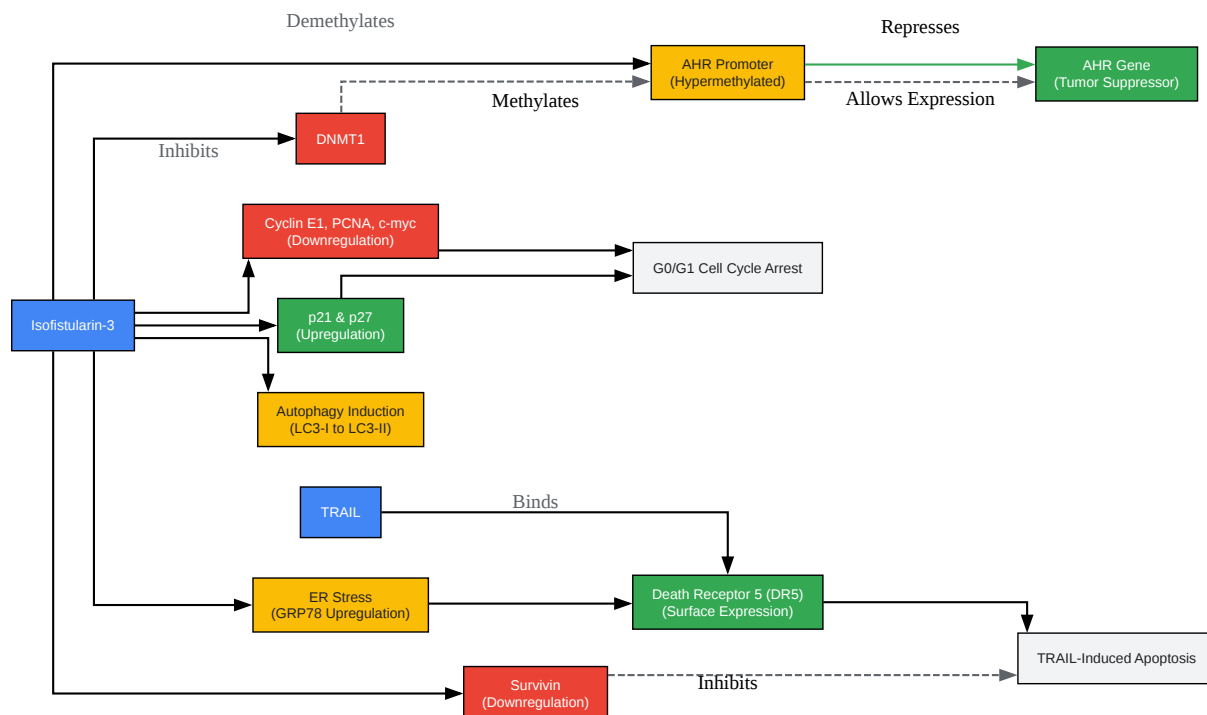 Demethylates
Represses
AHR Promoter
(Hypermethylated)
AHR Gene
(Tumor Suppressor)
Methylates
Allows Expression
DNMT1
Inhibits
Cyclin E1, PCNA, c-myc
(Downregulation)
G0/G1 Cell Cycle Arrest
Isofistularin-3
p21 & p27
(Upregulation)
Autophagy Induction
(LC3-I to LC3-II)
TRAIL
Binds
ER Stress
(GRP78 Upregulation)
Death Receptor 5 (DR5)
(Surface Expression)
TRAIL-Induced Apoptosis
Survivin
(Downregulation)
Inhibits